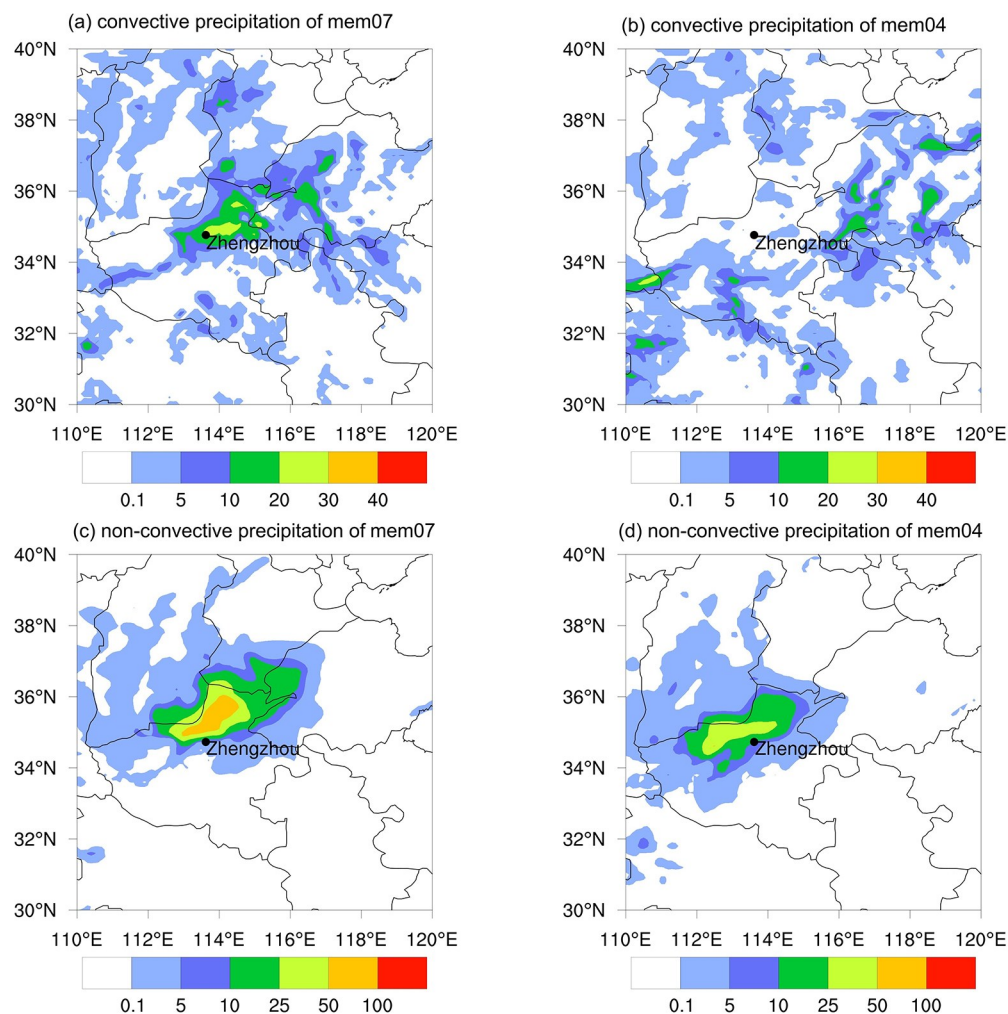 (a) convective precipitation of mem07
(b) convective precipitation of mem04
40°N
38°N
36°N
34°N
32°N
30°N
Zhengzhou
110°E 112°E 114°E 116°E 118°E 120°E
0.1 5 10 20 30 40
40°N
38°N
36°N
34°N
32°N
30°N
Zhengzhou
110°E 112°E 114°E 116°E 118°E 120°E
0.1 5 10 20 30 40
(c) non-convective precipitation of mem07
(d) non-convective precipitation of mem04
40°N
38°N
36°N
34°N
32°N
30°N
Zhengzhou
110°E 112°E 114°E 116°E 118°E 120°E
0.1 5 10 25 50 100
40°N
38°N
36°N
34°N
32°N
30°N
Zhengzhou
110°E 112°E 114°E 116°E 118°E 120°E
0.1 5 10 25 50 100